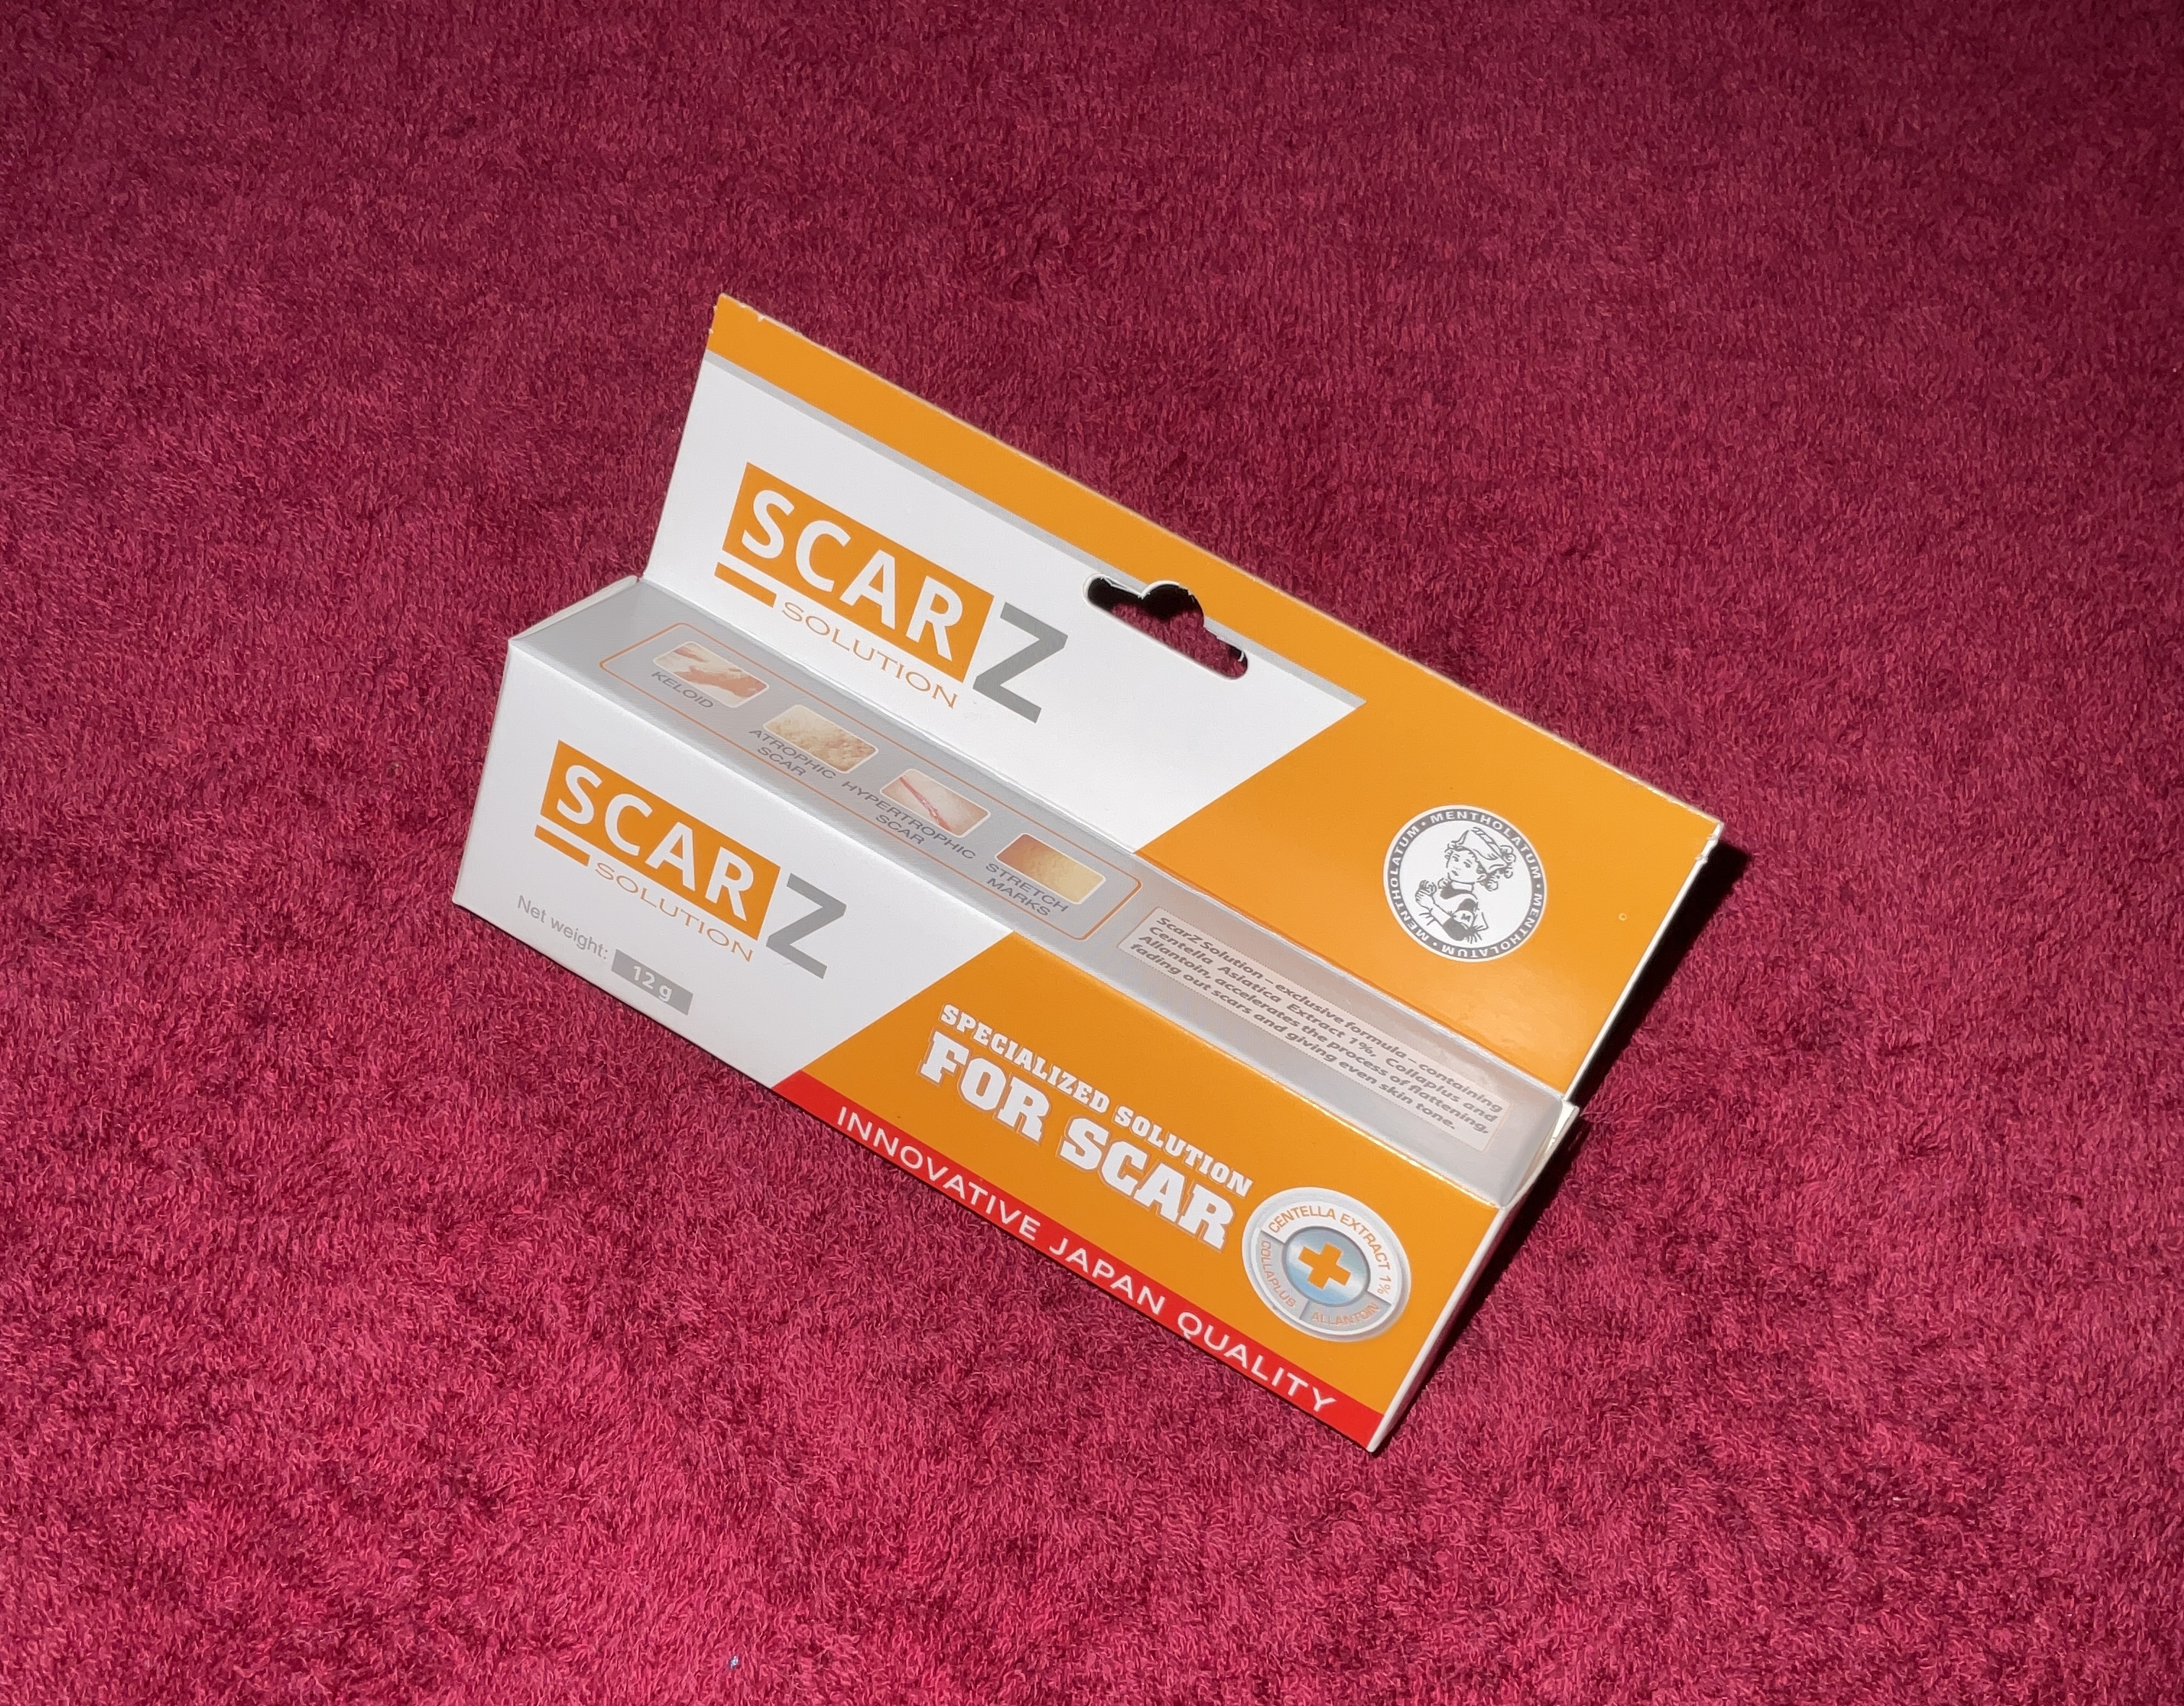 SCAR Z
SOLUTION
MENTHOLATUM • MENTHOLATUM • MENTHOLATUM •
M
KELOID
ATROPHIC
SCAR
HYPERTROPHIC
SCAR
STRETCH
MARKS
ScarZ Solution – exclusive formula – containing
Centella Asiatica Extract 1%, Collaplus and
Allantoin, accelerates the process of flattening,
fading out scars and giving even skin tone.
SCAR Z
SOLUTION
Net weight: 12 g
SPECIALIZED SOLUTION
FOR SCAR
CENTELLA EXTRACT 1%
COLLAPLUS
ALLANTOIN
INNOVATIVE JAPAN QUALITY